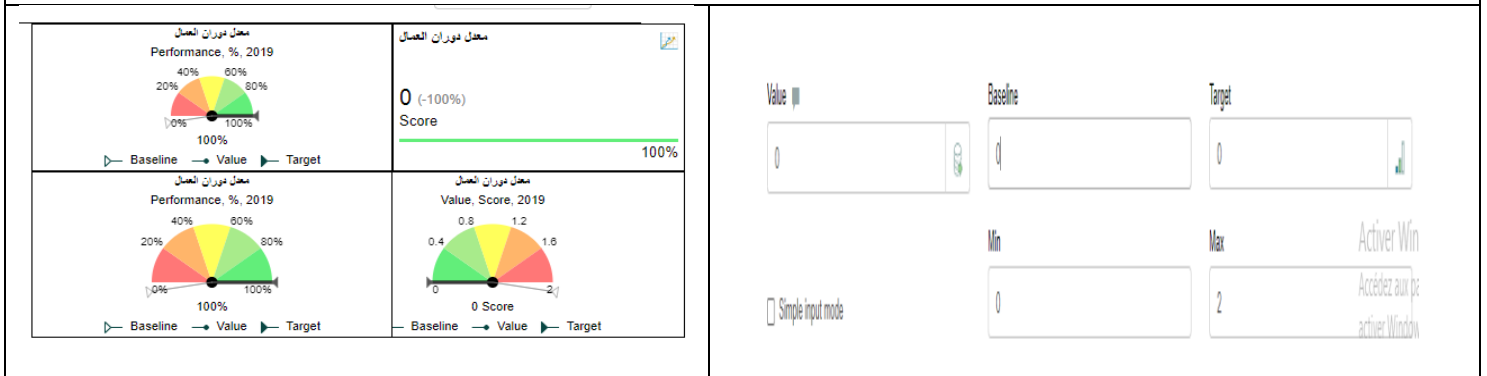 معدل دوران العمال
Performance, %, 2019
40% 60%
20% 80%
0% 100%
100%
Baseline Value Target
معدل دوران العمال
0 (-100%)
Score
100%
معدل دوران العمال
Performance, %, 2019
40% 60%
20% 80%
0% 100%
100%
Baseline Value Target
معدل دوران العمال
Value, Score, 2019
0.8 1.2
0.4 1.6
0 2
0 Score
Baseline Value Target
Value Baseline Target
0 0 0
Min Max
0 2
Simple input mode
Activer Win
Accédez aux pa
activer Window